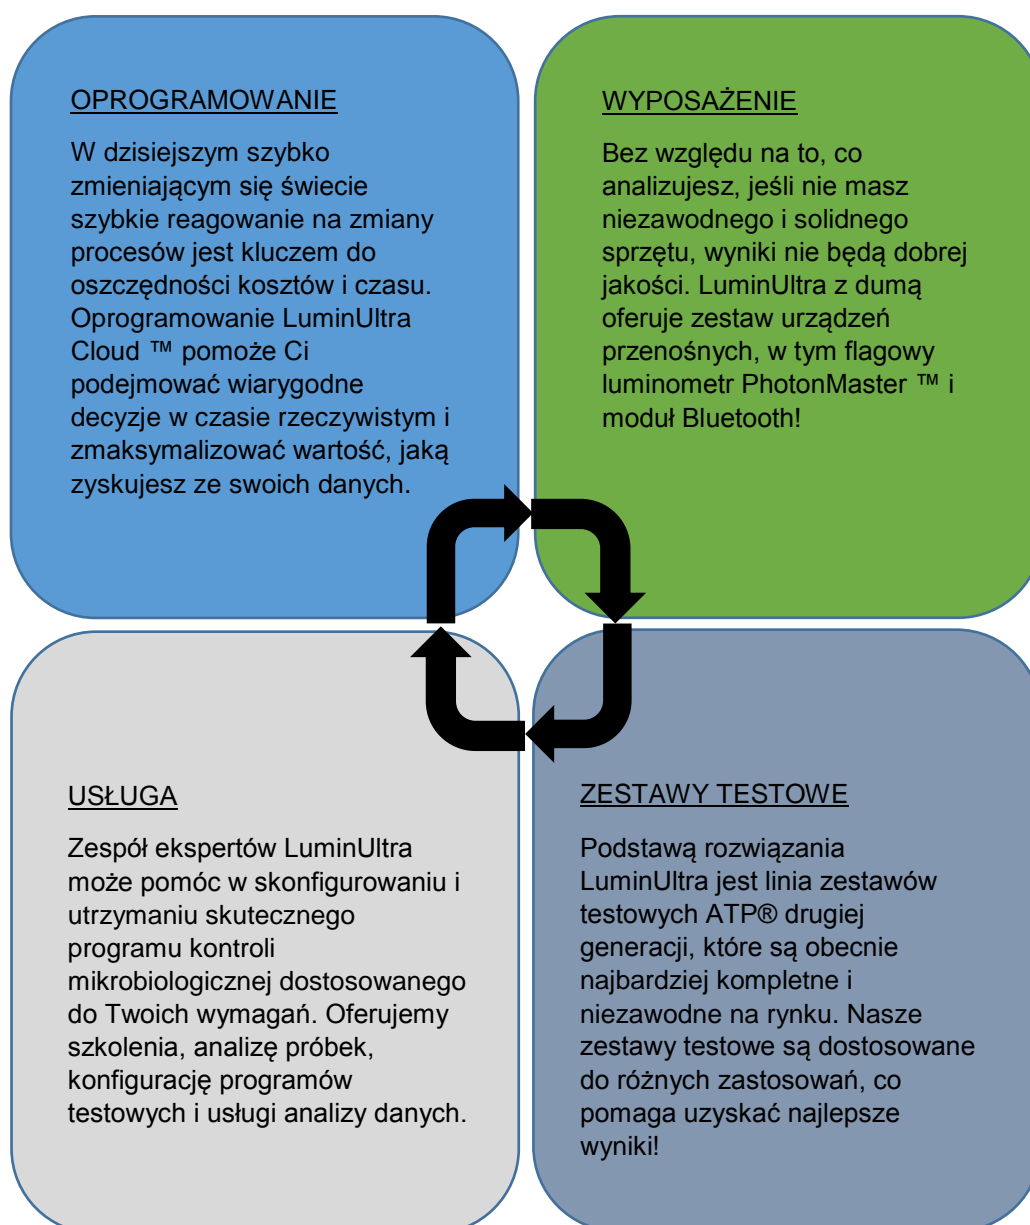 OPROGRAMOWANIE
W dzisiejszym szybko
zmieniającym się świecie
szybkie reagowanie na zmiany
procesów jest kluczem do
oszczędności kosztów i czasu.
Oprogramowanie LuminUltra
Cloud ™ pomoże Ci
podejmować wiarygodne
decyzje w czasie rzeczywistym i
zmaksymalizować wartość, jaką
zyskujesz ze swoich danych.
WYPOSAŻENIE
Bez względu na to, co
analizujesz, jeśli nie masz
niezawodnego i solidnego
sprzętu, wyniki nie będą dobrej
jakości. LuminUltra z dumą
oferuje zestaw urządzeń
przenośnych, w tym flagowy
luminometr PhotonMaster ™ i
moduł Bluetooth!
USŁUGA
Zespół ekspertów LuminUltra
może pomóc w skonfigurowaniu i
utrzymaniu skutecznego
programu kontroli
mikrobiologicznej dostosowanego
do Twoich wymagań. Oferujemy
szkolenia, analizę próbek,
konfigurację programów
testowych i usługi analizy danych.
ZESTAWY TESTOWE
Podstawą rozwiązania
LuminUltra jest linia zestawów
testowych ATP® drugiej
generacji, które są obecnie
najbardziej kompletne i
niezawodne na rynku. Nasze
zestawy testowe są dostosowane
do różnych zastosowań, co
pomaga uzyskać najlepsze
wyniki!